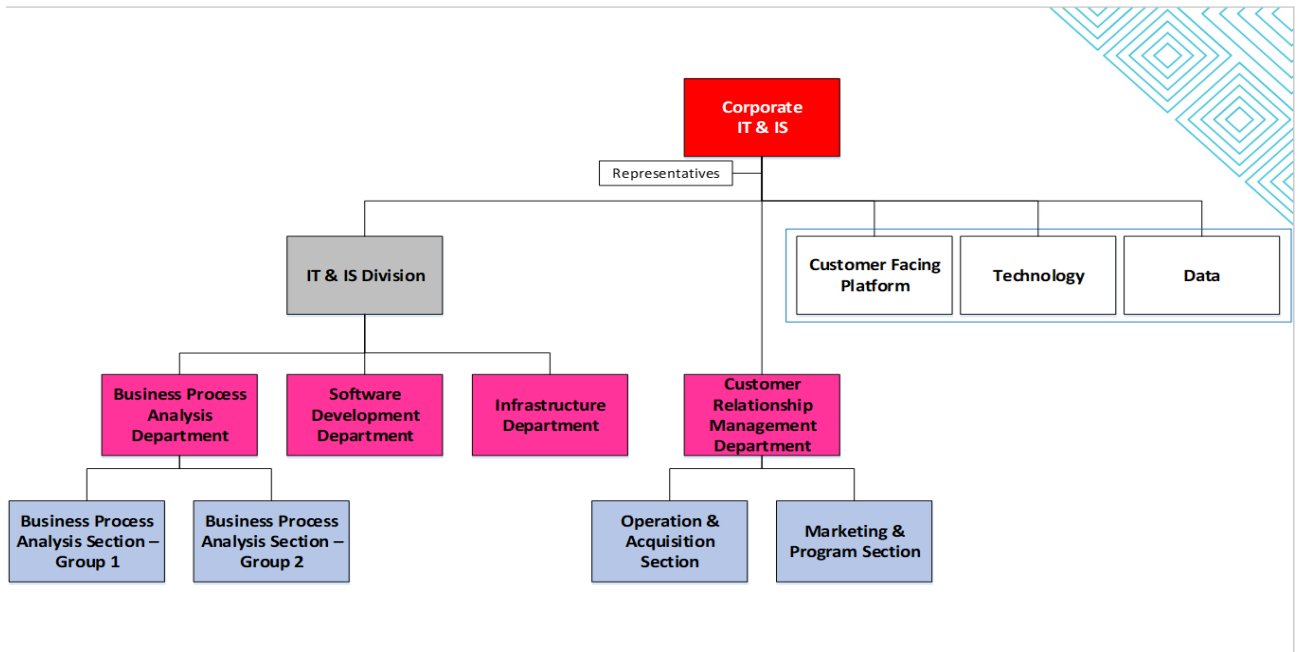 Corporate
IT & IS
Representatives
IT & IS Division
Customer Facing
Platform
Technology
Data
Business Process
Analysis
Department
Software
Development
Department
Infrastructure
Department
Customer
Relationship
Management
Department
Business Process
Analysis Section –
Group 1
Business Process
Analysis Section –
Group 2
Operation &
Acquisition
Section
Marketing &
Program Section